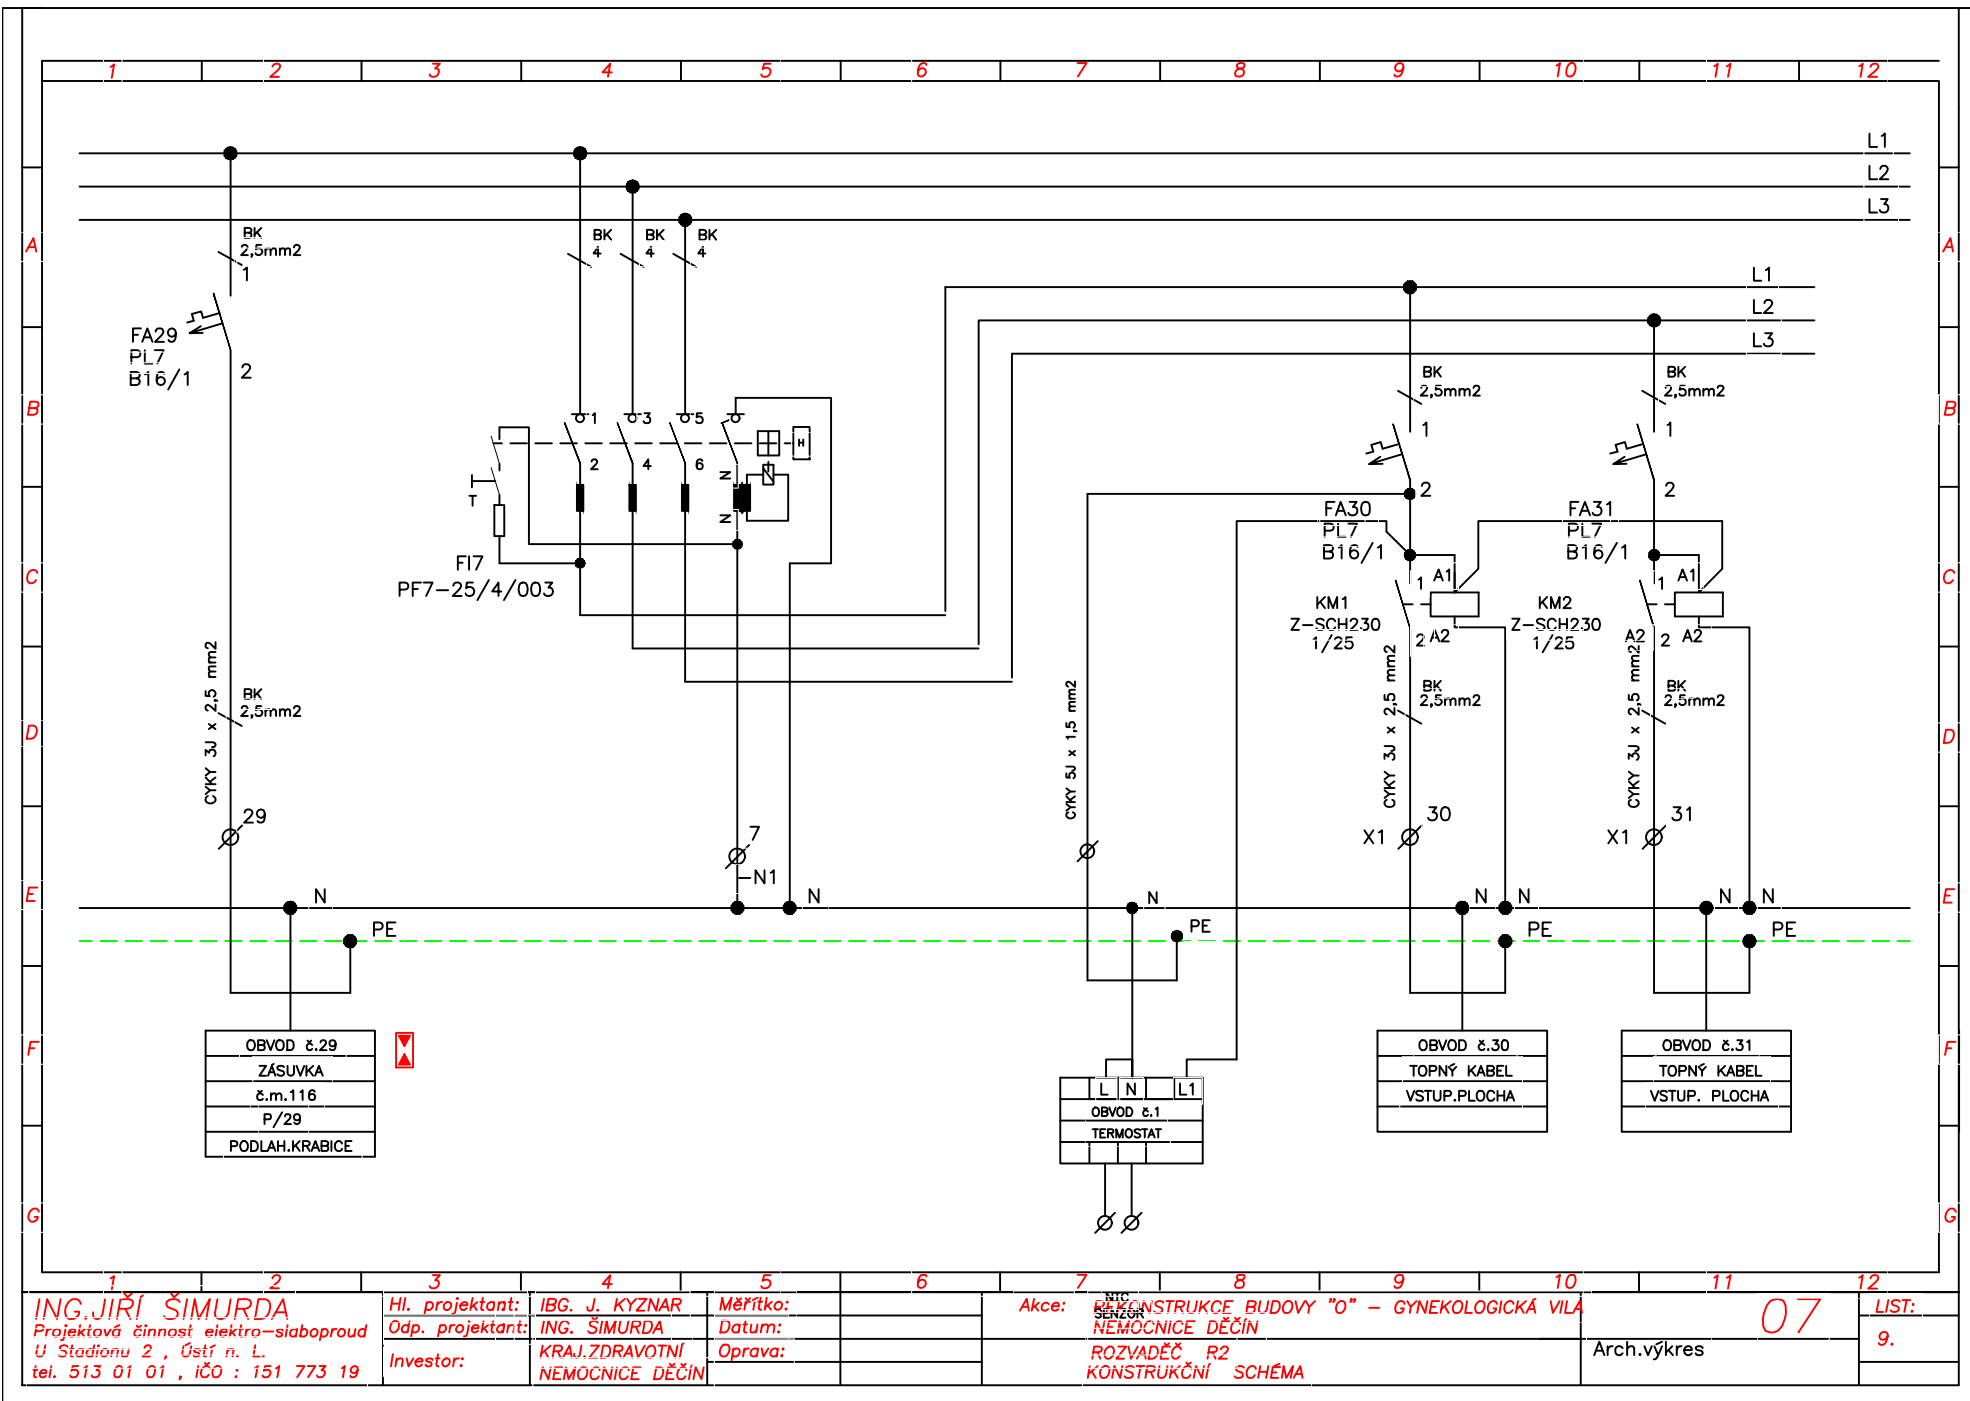 1 2 3 4 5 6 7 8 9 10 11 12
L1
L2
L3
A
A
BK
2,5mm2
1
BK
4
BK
4
BK
4
L1
L2
L3
FA29
PL7
B16/1
2
B
B
BK
2,5mm2
1
2
BK
2,5mm2
1
2
1
3
5
H
2
4
6
N
N
T
FI7
PF7-25/4/003
C
C
FA30
PL7
B16/1
FA31
PL7
B16/1
1
A1
KM1
Z-SCH230
1/25
2
A2
1
A1
KM2
Z-SCH230
1/25
A2
2
A2
CYKY 3J x 2,5 mm2
BK
2,5mm2
CYKY 5J x 1,5 mm2
CYKY 3J x 2,5 mm2
BK
2,5mm2
CYKY 3J x 2,5 mm2
BK
2,5mm2
D
D
29
7
-N1
X1
30
X1
31
E
E
N
N
N
N
N
N
N
PE
PE
PE
PE
F
F
OBVOD č.29
ZÁSUVKA
č.m.116
P/29
PODLAH.KRABICE
L N L1
OBVOD č.1
TERMOSTAT
OBVOD č.30
TOPNÝ KABEL
VSTUP.PLOCHA
OBVOD č.31
TOPNÝ KABEL
VSTUP. PLOCHA
G
G
1 2 3 4 5 6 7 8 9 10 11 12
NTC
SENZOR
ING.JIŘÍ ŠIMURDA
Projektová činnost elektro-slaboproud
U Stadionu 2 , Ústí n. L.
tel. 513 01 01 , IČO : 151 773 19
Hl. projektant: IBG. J. KYZNAR
Odp. projektant: ING. ŠIMURDA
Investor: KRAJ.ZDRAVOTNÍ
NEMOCNICE DĚČÍN
Měřítko:
Datum:
Oprava:
Akce: REKONSTRUKCE BUDOVY "O" - GYNEKOLOGICKÁ VILA
NEMOCNICE DĚČÍN
ROZVADĚČ R2
KONSTRUKČNÍ SCHÉMA
07
Arch.výkres
LIST:
9.